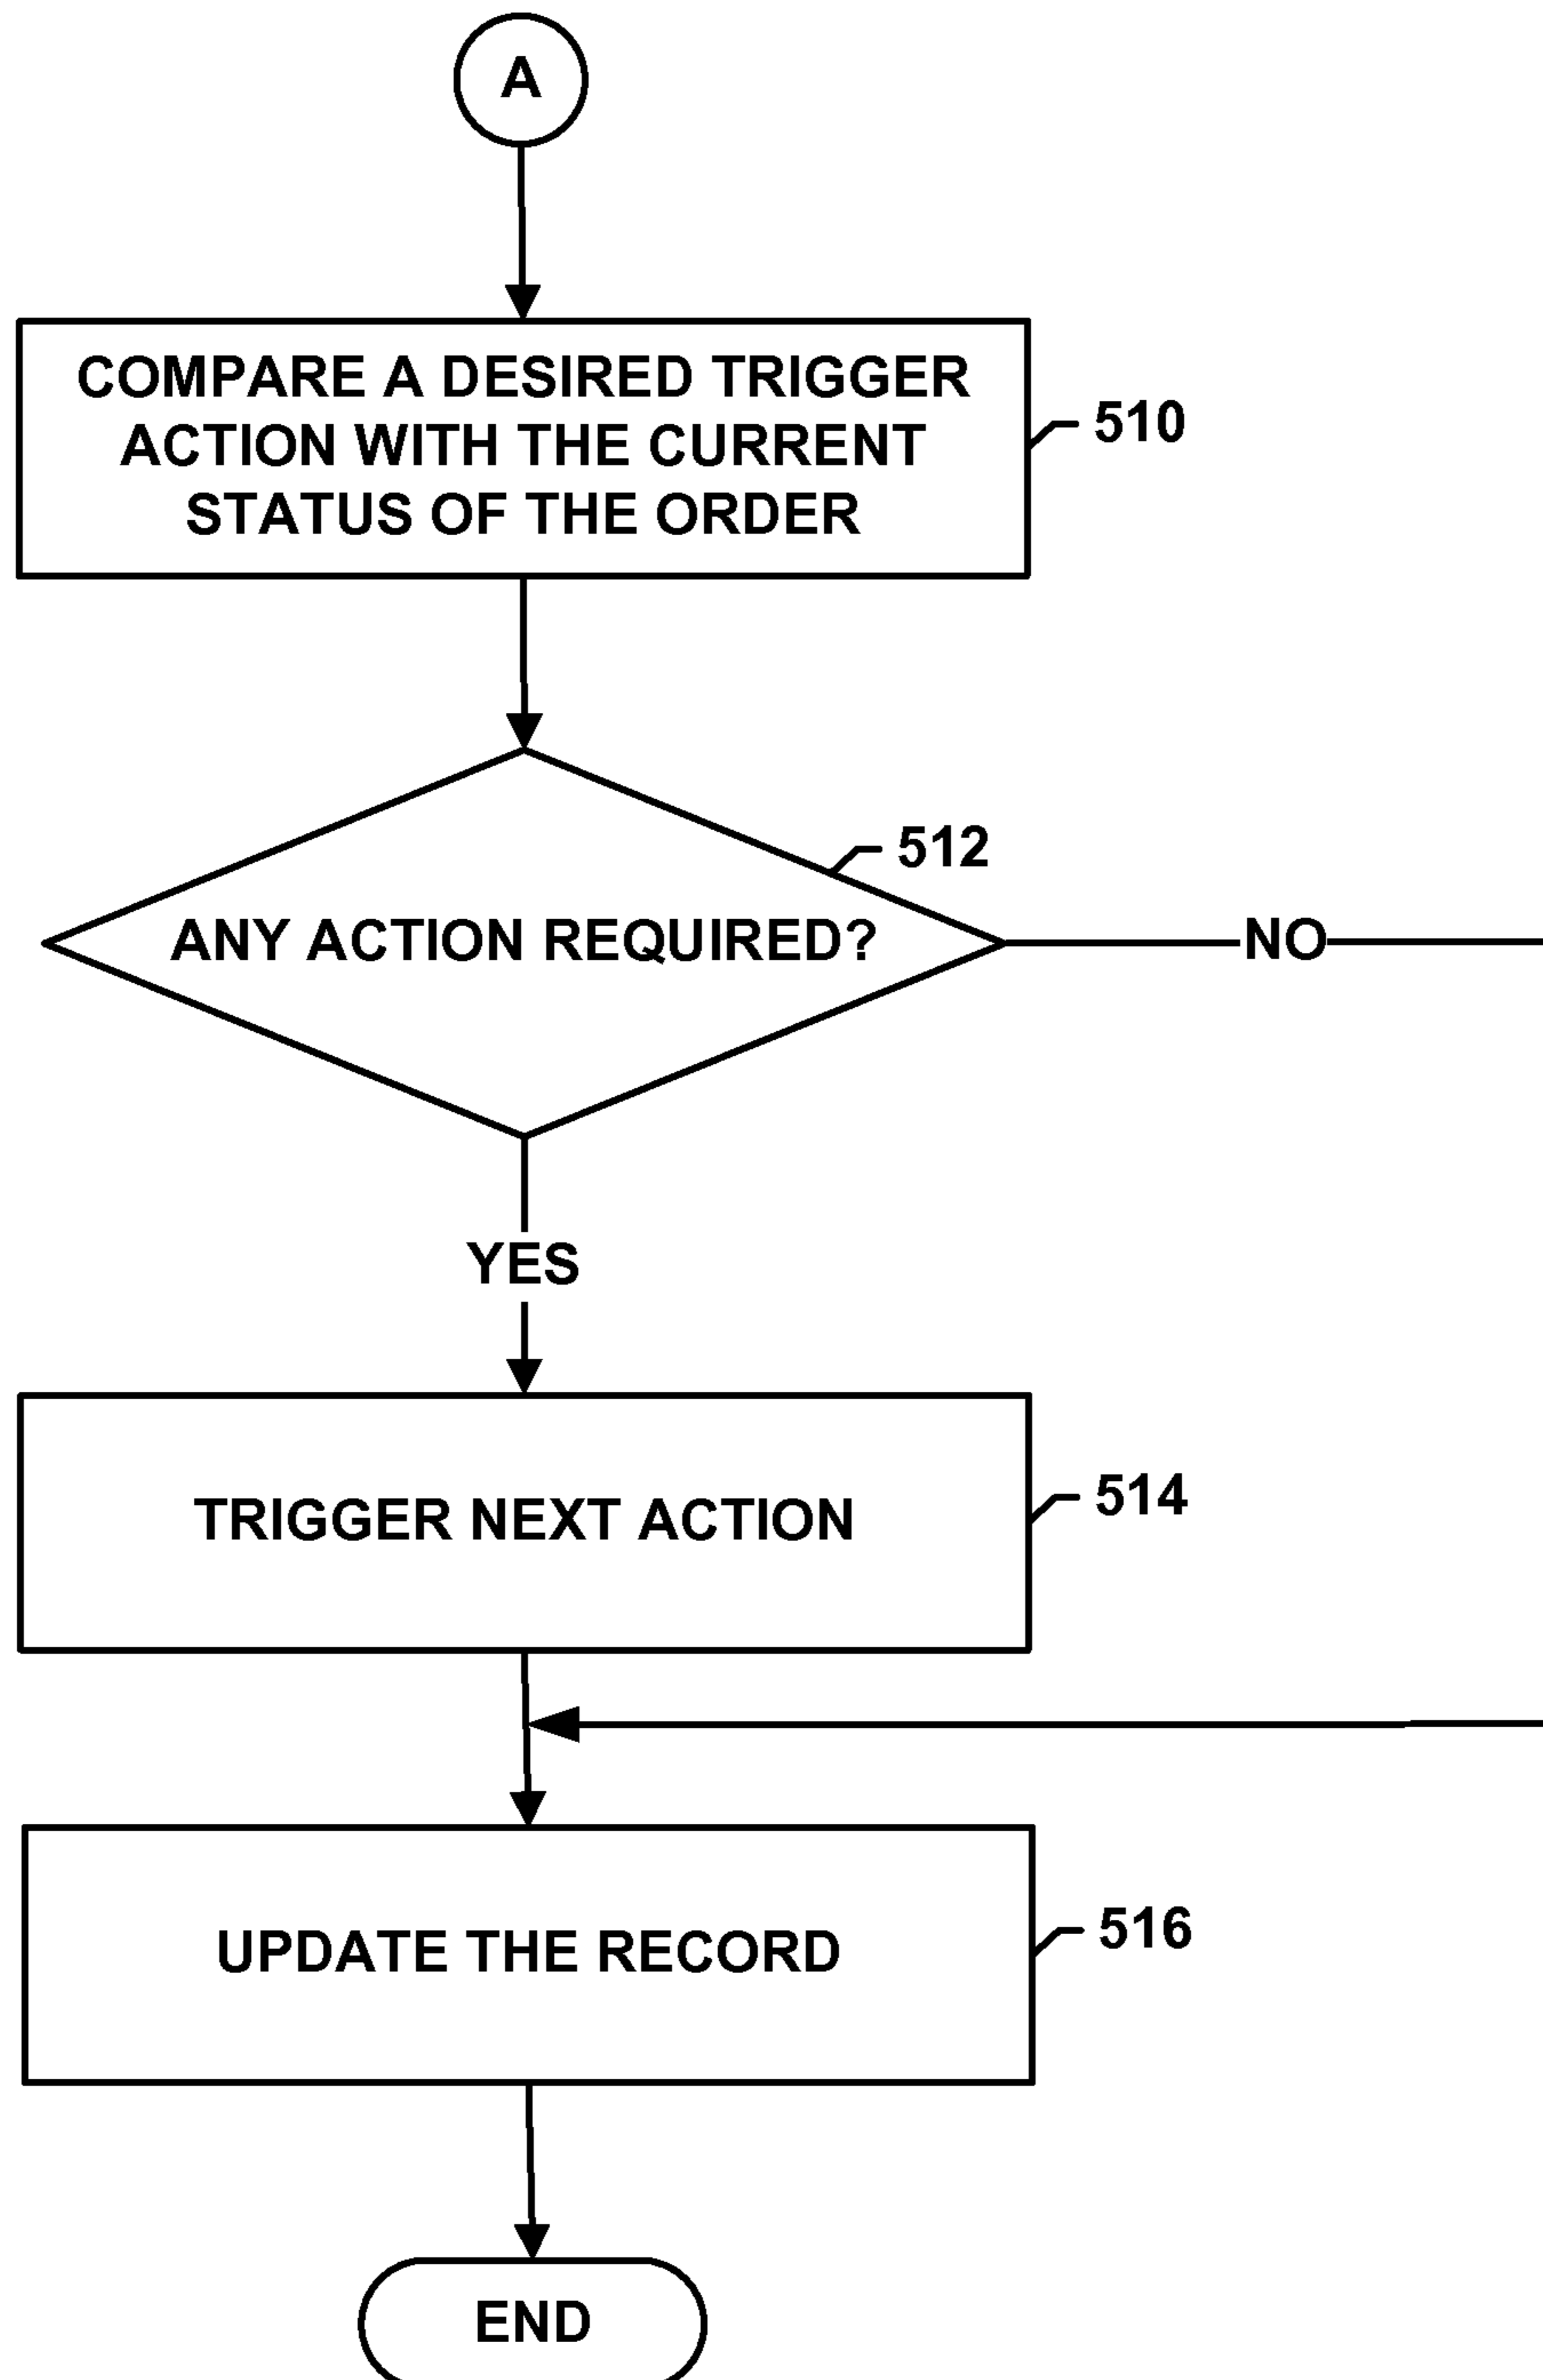 A
COMPARE A DESIRED TRIGGER
ACTION WITH THE CURRENT
STATUS OF THE ORDER
510
512
ANY ACTION REQUIRED?
NO
YES
TRIGGER NEXT ACTION
514
UPDATE THE RECORD
516
END